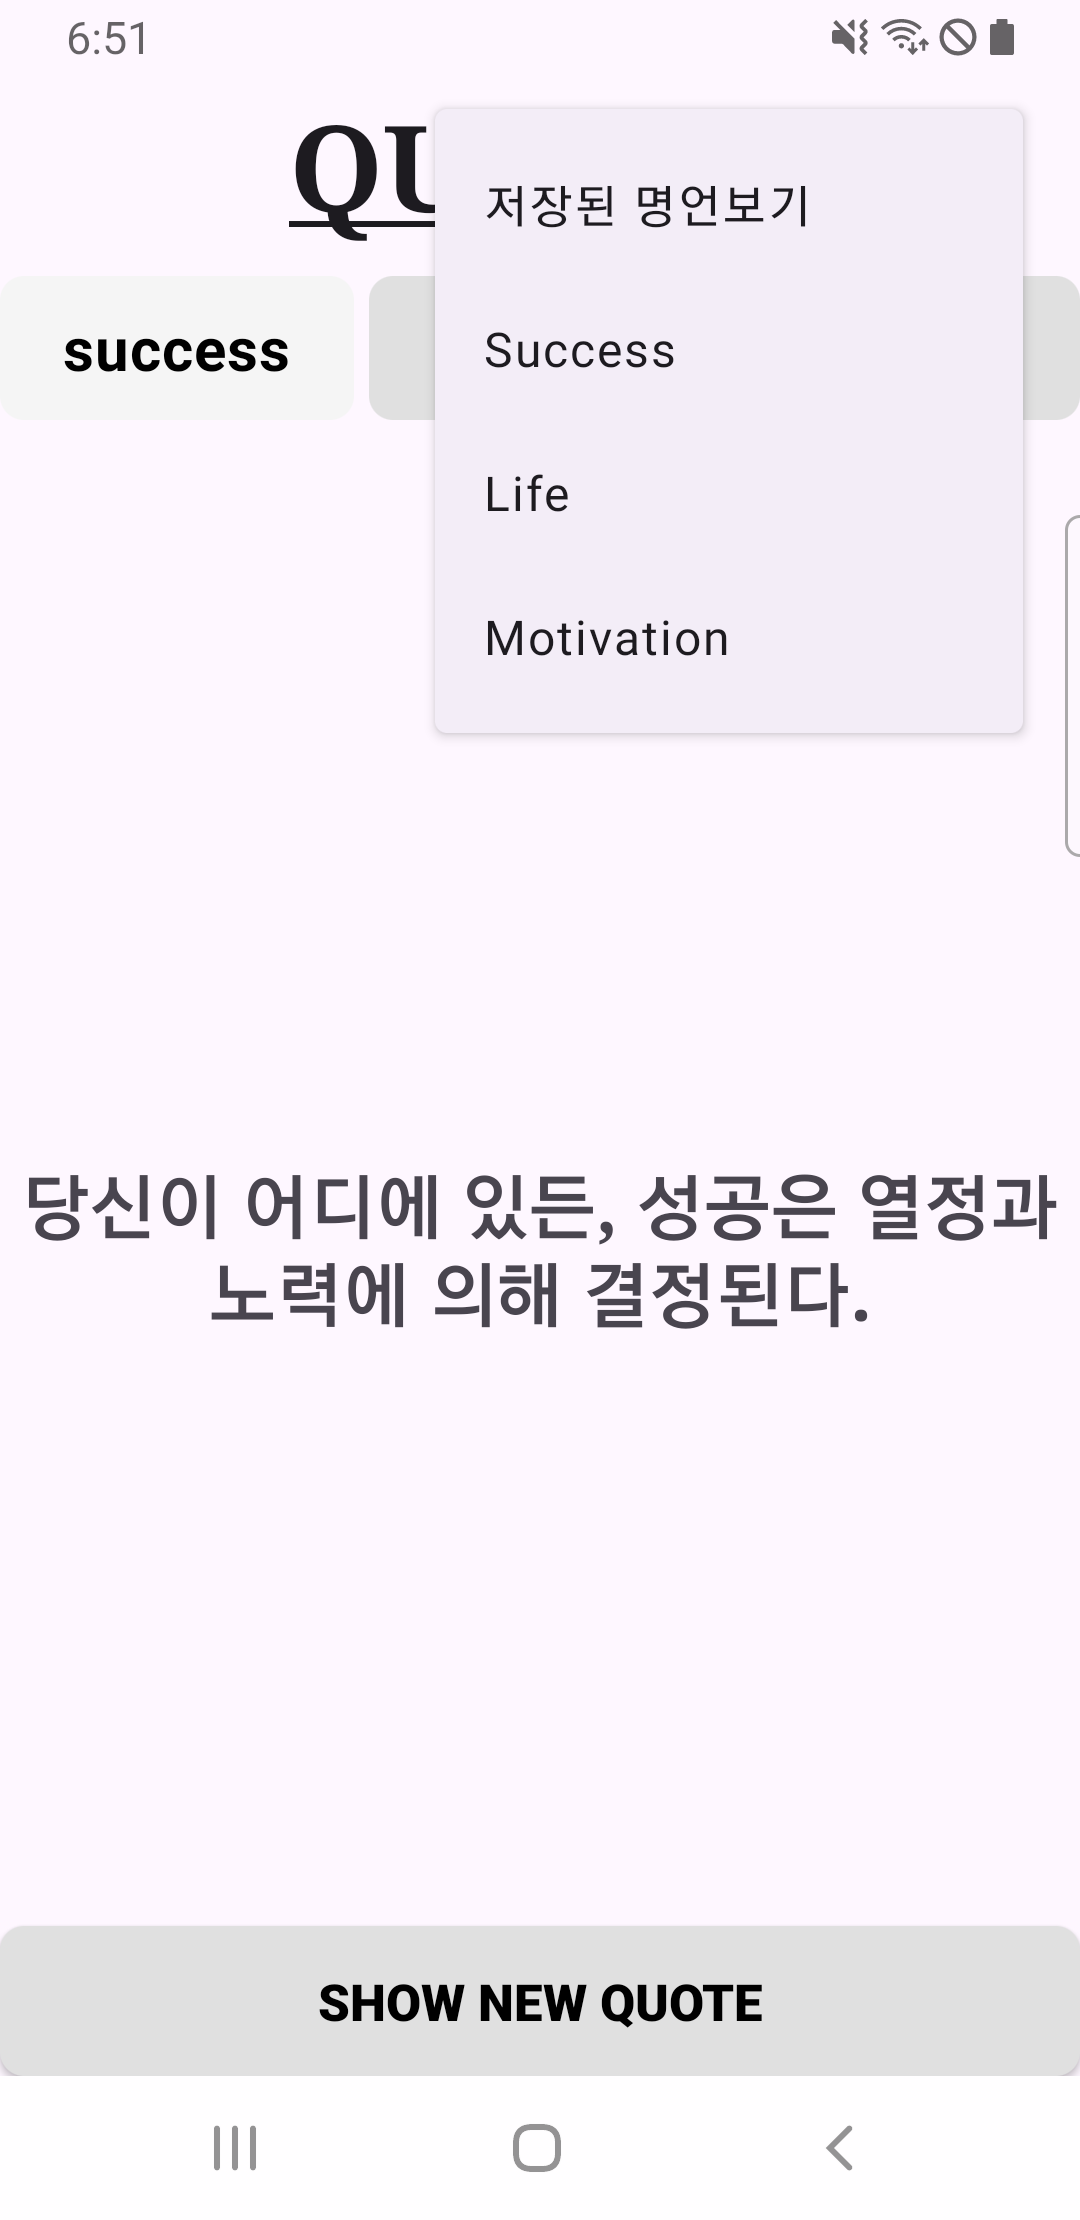 6:51
QU
저장된 명언보기
success
Success
Life
Motivation
당신이 어디에 있든, 성공은 열정과
노력에 의해 결정된다.
SHOW NEW QUOTE